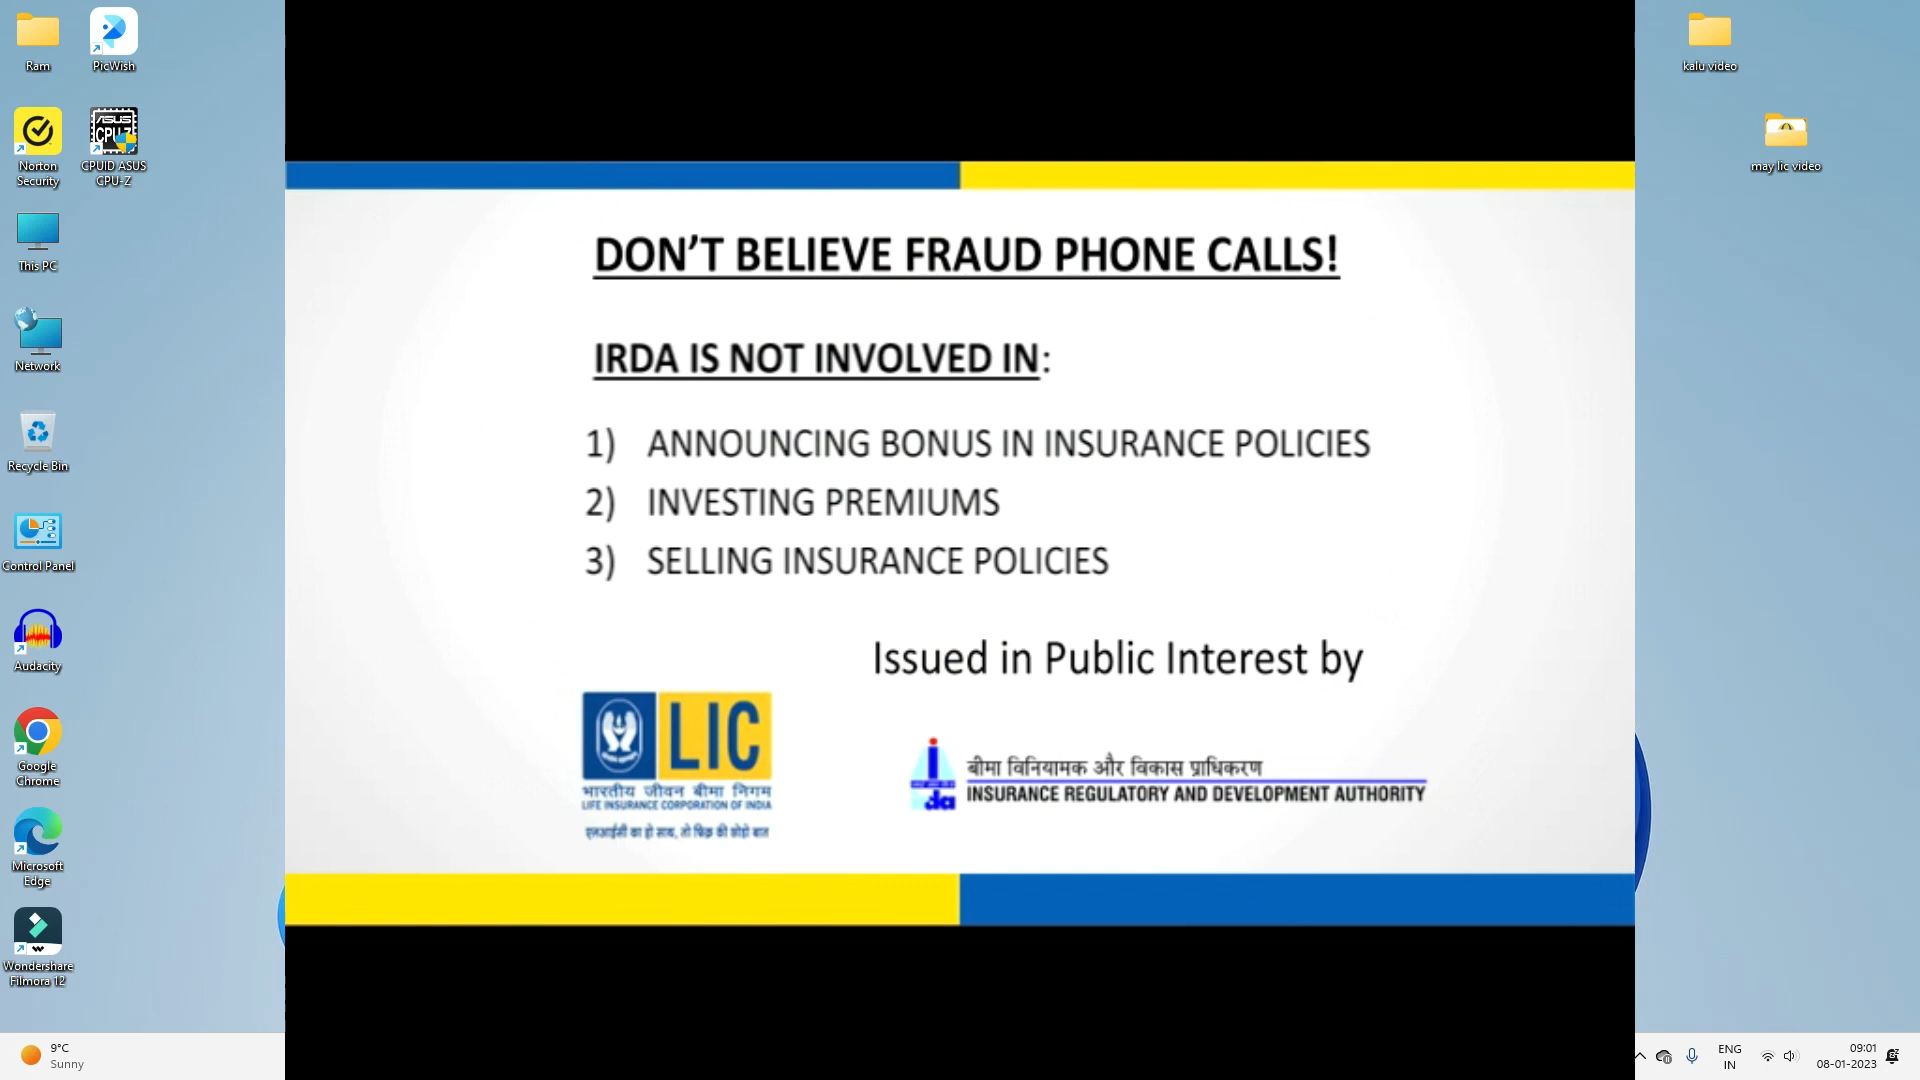 Ram
PicWish
Norton
Security
CPUID ASUS
CPU-Z
This PC
Network
Recycle Bin
Control Panel
Audacity
Google
Chrome
Microsoft
Edge
Wondershare
Filmora 12
DON’T BELIEVE FRAUD PHONE CALLS!
IRDA IS NOT INVOLVED IN:
1) ANNOUNCING BONUS IN INSURANCE POLICIES
2) INVESTING PREMIUMS
3) SELLING INSURANCE POLICIES
Issued in Public Interest by
LIC
भारतीय जीवन बीमा निगम
LIFE INSURANCE CORPORATION OF INDIA
बीमा विनियामक और विकास प्राधिकरण
INSURANCE REGULATORY AND DEVELOPMENT AUTHORITY
kalu video
may lic video
9°C
Sunny
ENG
IN
09:01
08-01-2023